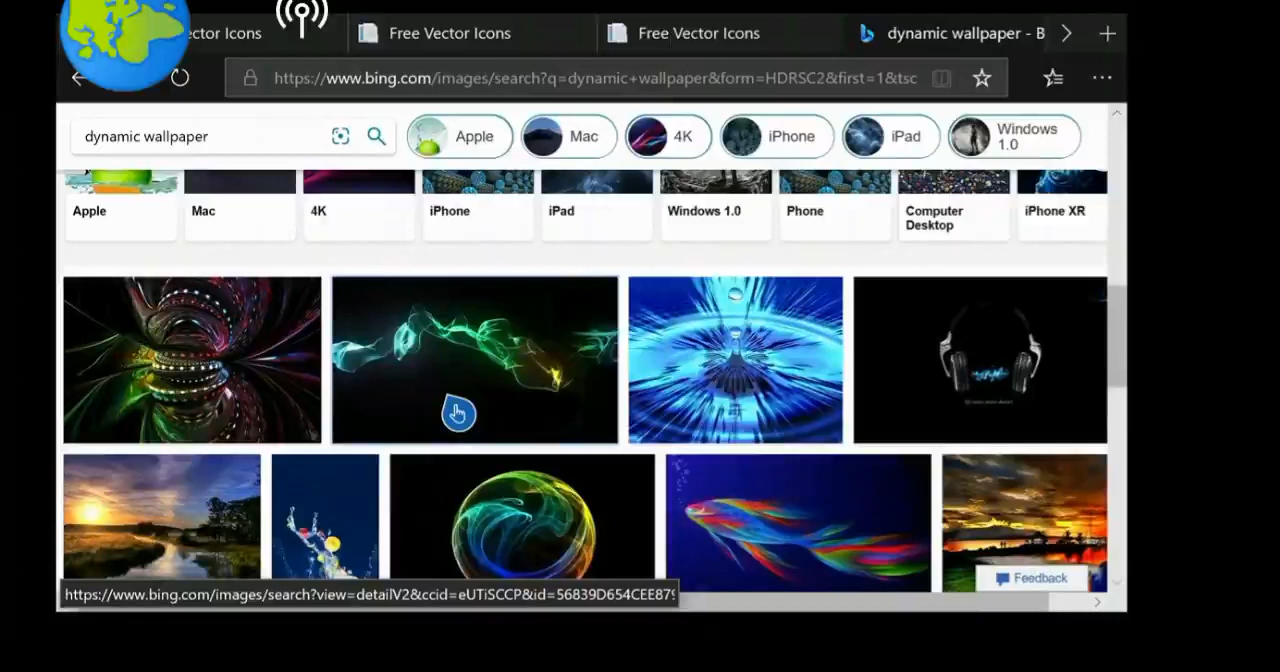 ector Icons
Free Vector Icons
Free Vector Icons
dynamic wallpaper - B
https://www.bing.com/images/search?q=dynamic+wallpaper&form=HDRSC2&first=1&tsc
dynamic wallpaper
Apple
Mac
4K
iPhone
iPad
Windows
1.0
Apple
Mac
4K
iPhone
iPad
Windows 1.0
Phone
Computer
Desktop
iPhone XR
Feedback
https://www.bing.com/images/search?view=detailV2&ccid=eUTiSCCP&id=56839D654CEE879